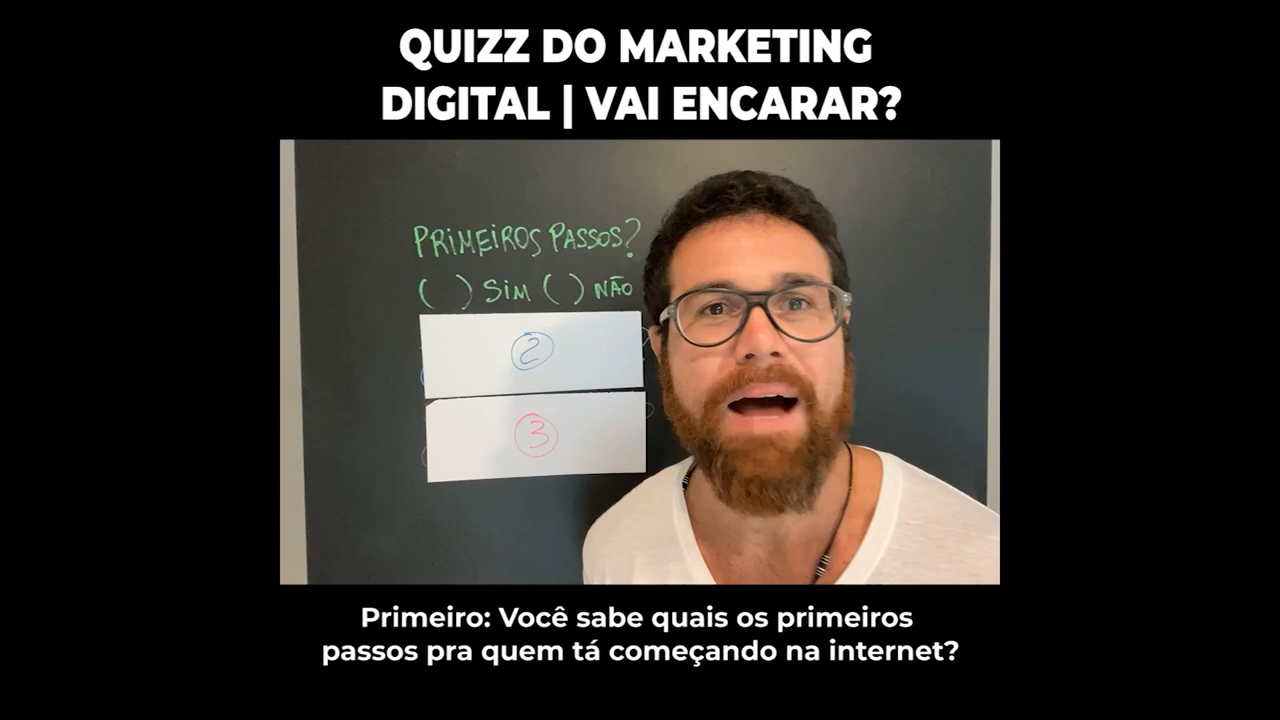 QUIZZ DO MARKETING
DIGITAL | VAI ENCARAR?
PRIMEIROS PASSOS?
( ) SIM ( ) NÃO
2
3
Primeiro: Você sabe quais os primeiros
passos pra quem tá começando na internet?